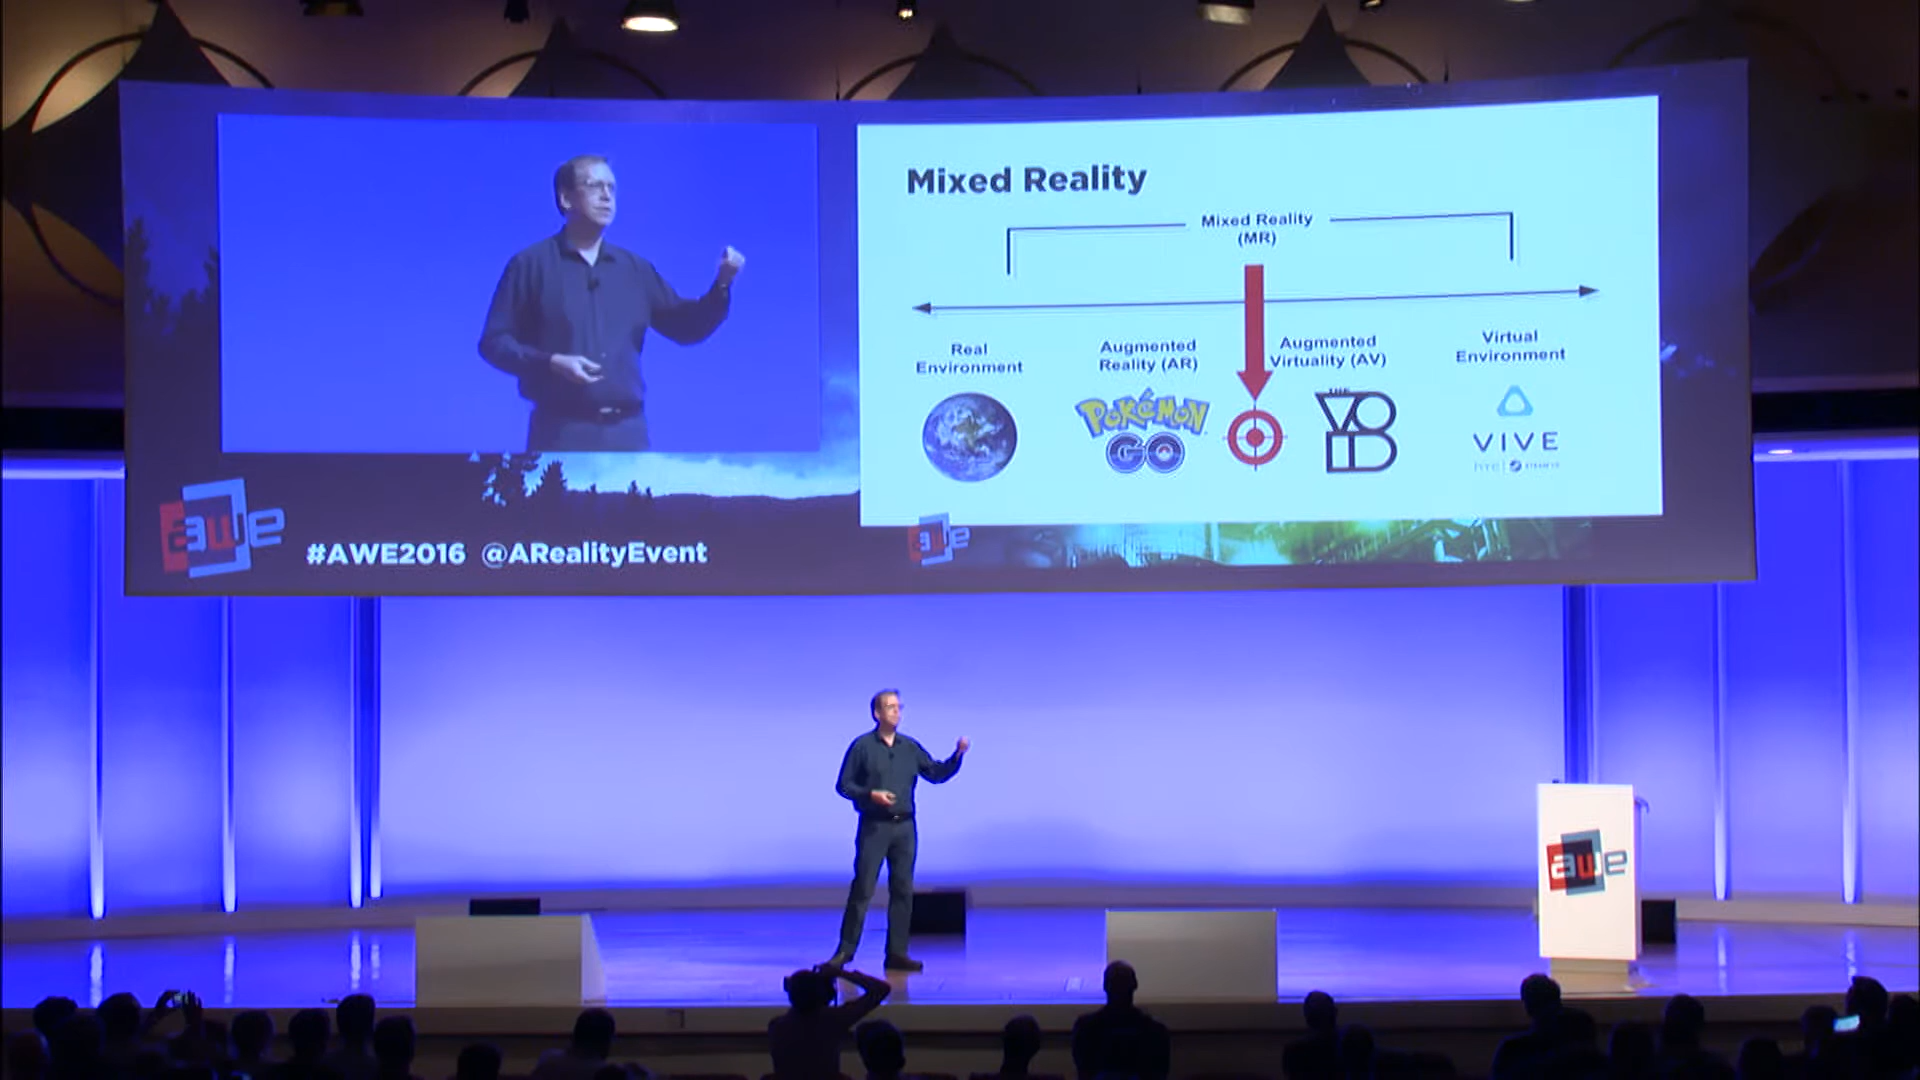 Mixed Reality
Mixed Reality
(MR)
Real
Environment
Augmented
Reality (AR)
Augmented
Virtuality (AV)
Virtual
Environment
POKÉMON
GO
THE
VOID
VIVE
awe
#AWE2016 @ARealityEvent
awe
awe